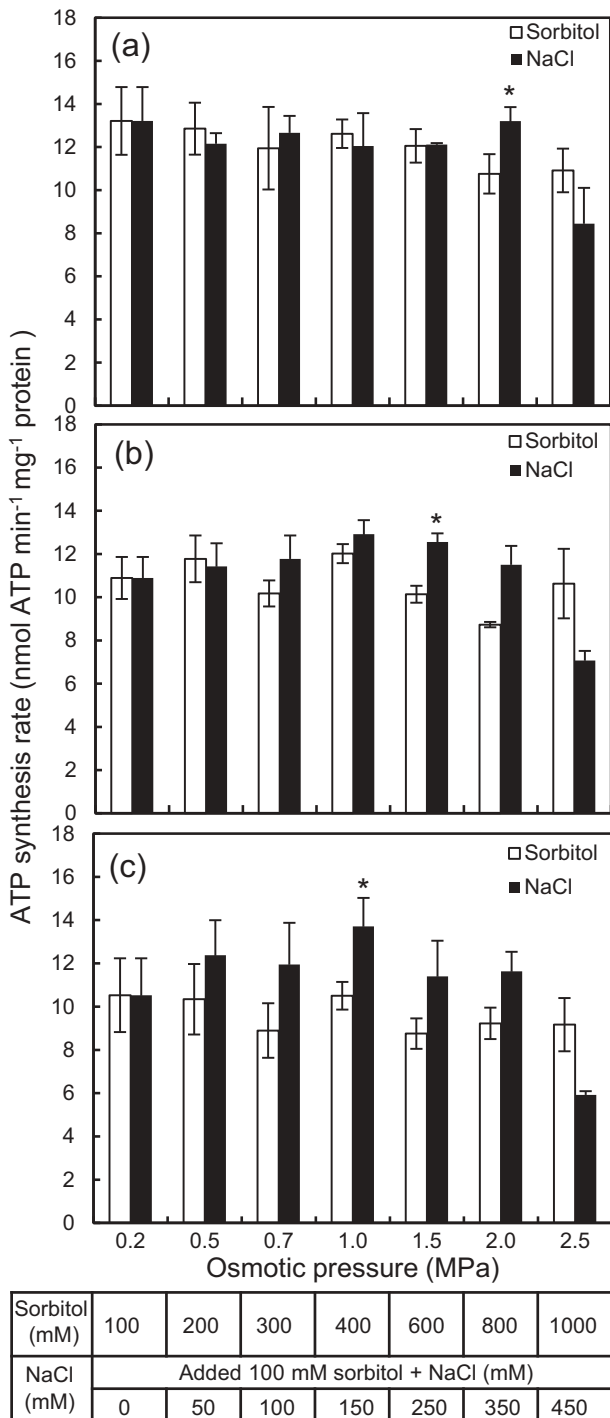 18
(a)
Sorbitol
NaCl
16
14
*
12
10
8
6
4
2
0
18
(b)
Sorbitol
NaCl
16
14
*
12
10
8
6
4
2
0
18
(c)
Sorbitol
NaCl
16
*
14
12
10
8
6
4
2
0
ATP synthesis rate (nmol ATP min⁻¹ mg⁻¹ protein )
0.2 0.5 0.7 1.0 1.5 2.0 2.5
Osmotic pressure (MPa)
Sorbitol (mM) 100 200 300 400 600 800 1000
NaCl (mM) Added 100 mM sorbitol + NaCl (mM)
0 50 100 150 250 350 450